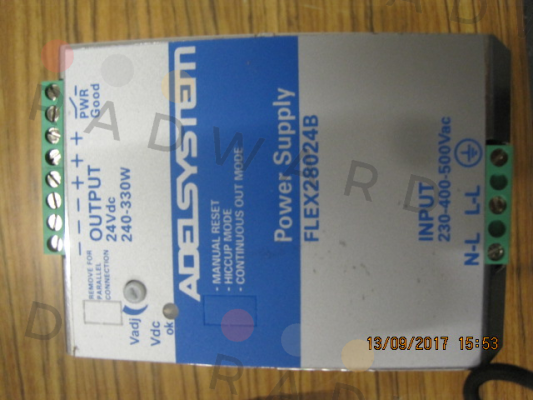 PWR
Good
+ + +
- - -
OUTPUT
24Vdc
240-330W
REMOVE FOR
PARALLEL
CONNECTION
Vadj
Vdc
ok
ADELSYSTEM
- MANUAL RESET
- HICCUP MODE
- CONTINUOUS OUT MODE
Power Supply
FLEX28024B
INPUT
230-400-500Vac
N-L L-L
13/09/2017 15:53
RADWARD